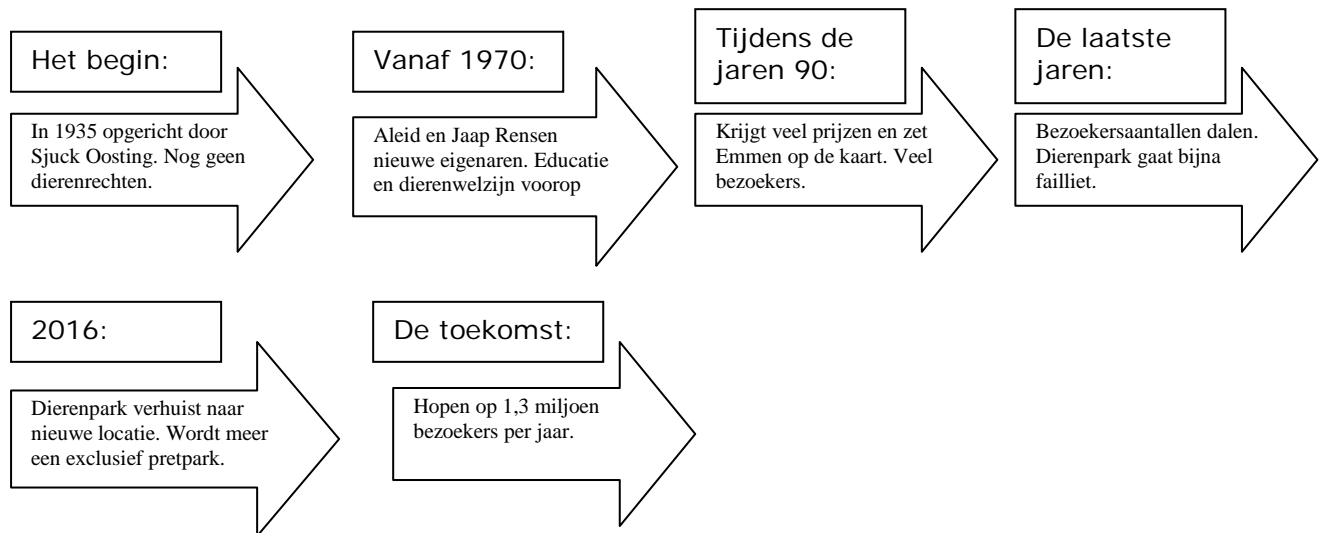 Het begin:
In 1935 opgericht door
Sjuck Oosting. Nog geen
dierenrechten.
Vanaf 1970:
Aleid en Jaap Rensen
nieuwe eigenaren. Educatie
en dierenwelzijn voorop
Tijdens de
jaren 90:
Krijgt veel prijzen en zet
Emmen op de kaart. Veel
bezoekers.
De laatste
jaren:
Bezoekersaantallen dalen.
Dierenpark gaat bijna
failliet.
2016:
Dierenpark verhuist naar
nieuwe locatie. Wordt meer
een exclusief pretpark.
De toekomst:
Hopen op 1,3 miljoen
bezoekers per jaar.